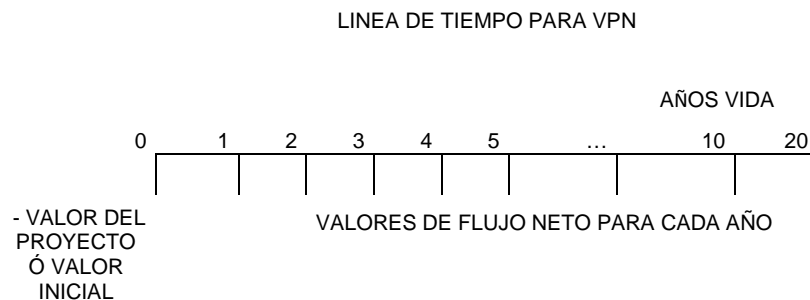 LINEA DE TIEMPO PARA VPN
AÑOS VIDA
0 1 2 3 4 5 ... 10 20
- VALOR DEL
PROYECTO
Ó VALOR
INICIAL
VALORES DE FLUJO NETO PARA CADA AÑO